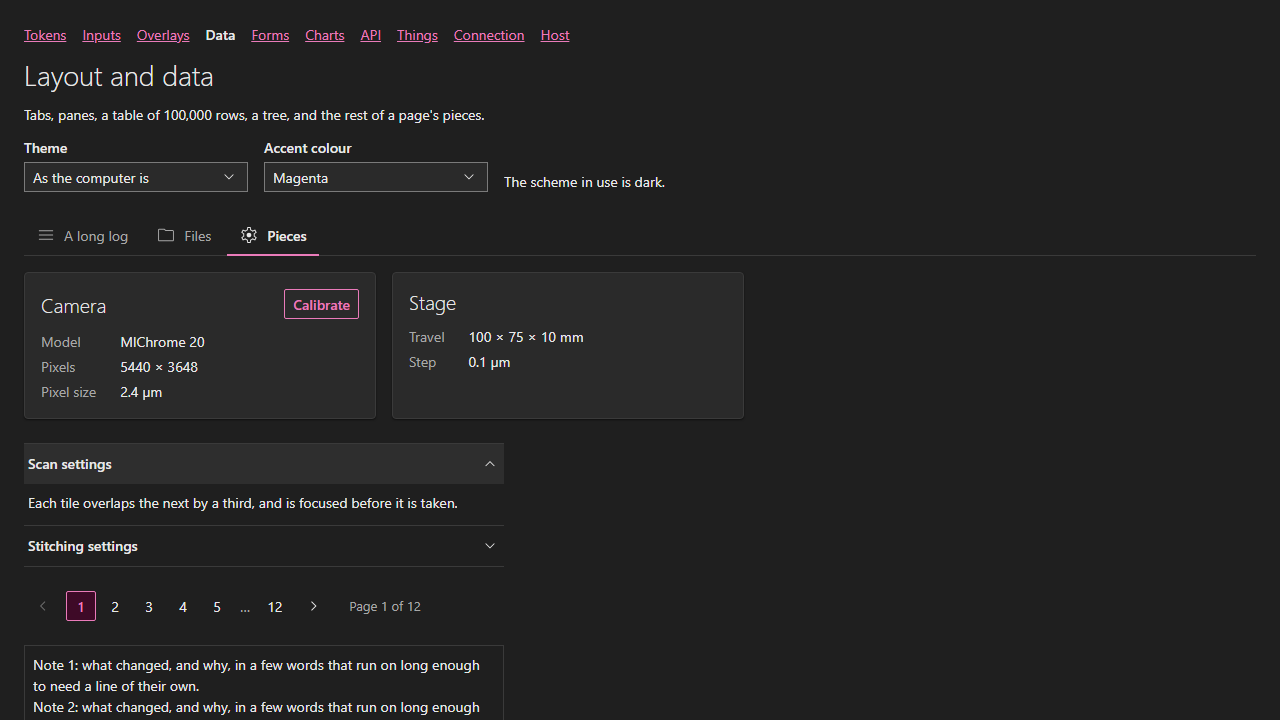 Tokens Inputs Overlays Data Forms Charts API Things Connection Host
Layout and data
Tabs, panes, a table of 100,000 rows, a tree, and the rest of a page's pieces.
Theme
As the computer is
Accent colour
Magenta
The scheme in use is dark.
A long log Files Pieces
Camera
Calibrate
Model MIChrome 20
Pixels 5440 × 3648
Pixel size 2.4 µm
Stage
Travel 100 × 75 × 10 mm
Step 0.1 µm
Scan settings
Each tile overlaps the next by a third, and is focused before it is taken.
Stitching settings
1 2 3 4 5 ... 12 Page 1 of 12
Note 1: what changed, and why, in a few words that run on long enough
to need a line of their own.
Note 2: what changed, and why, in a few words that run on long enough